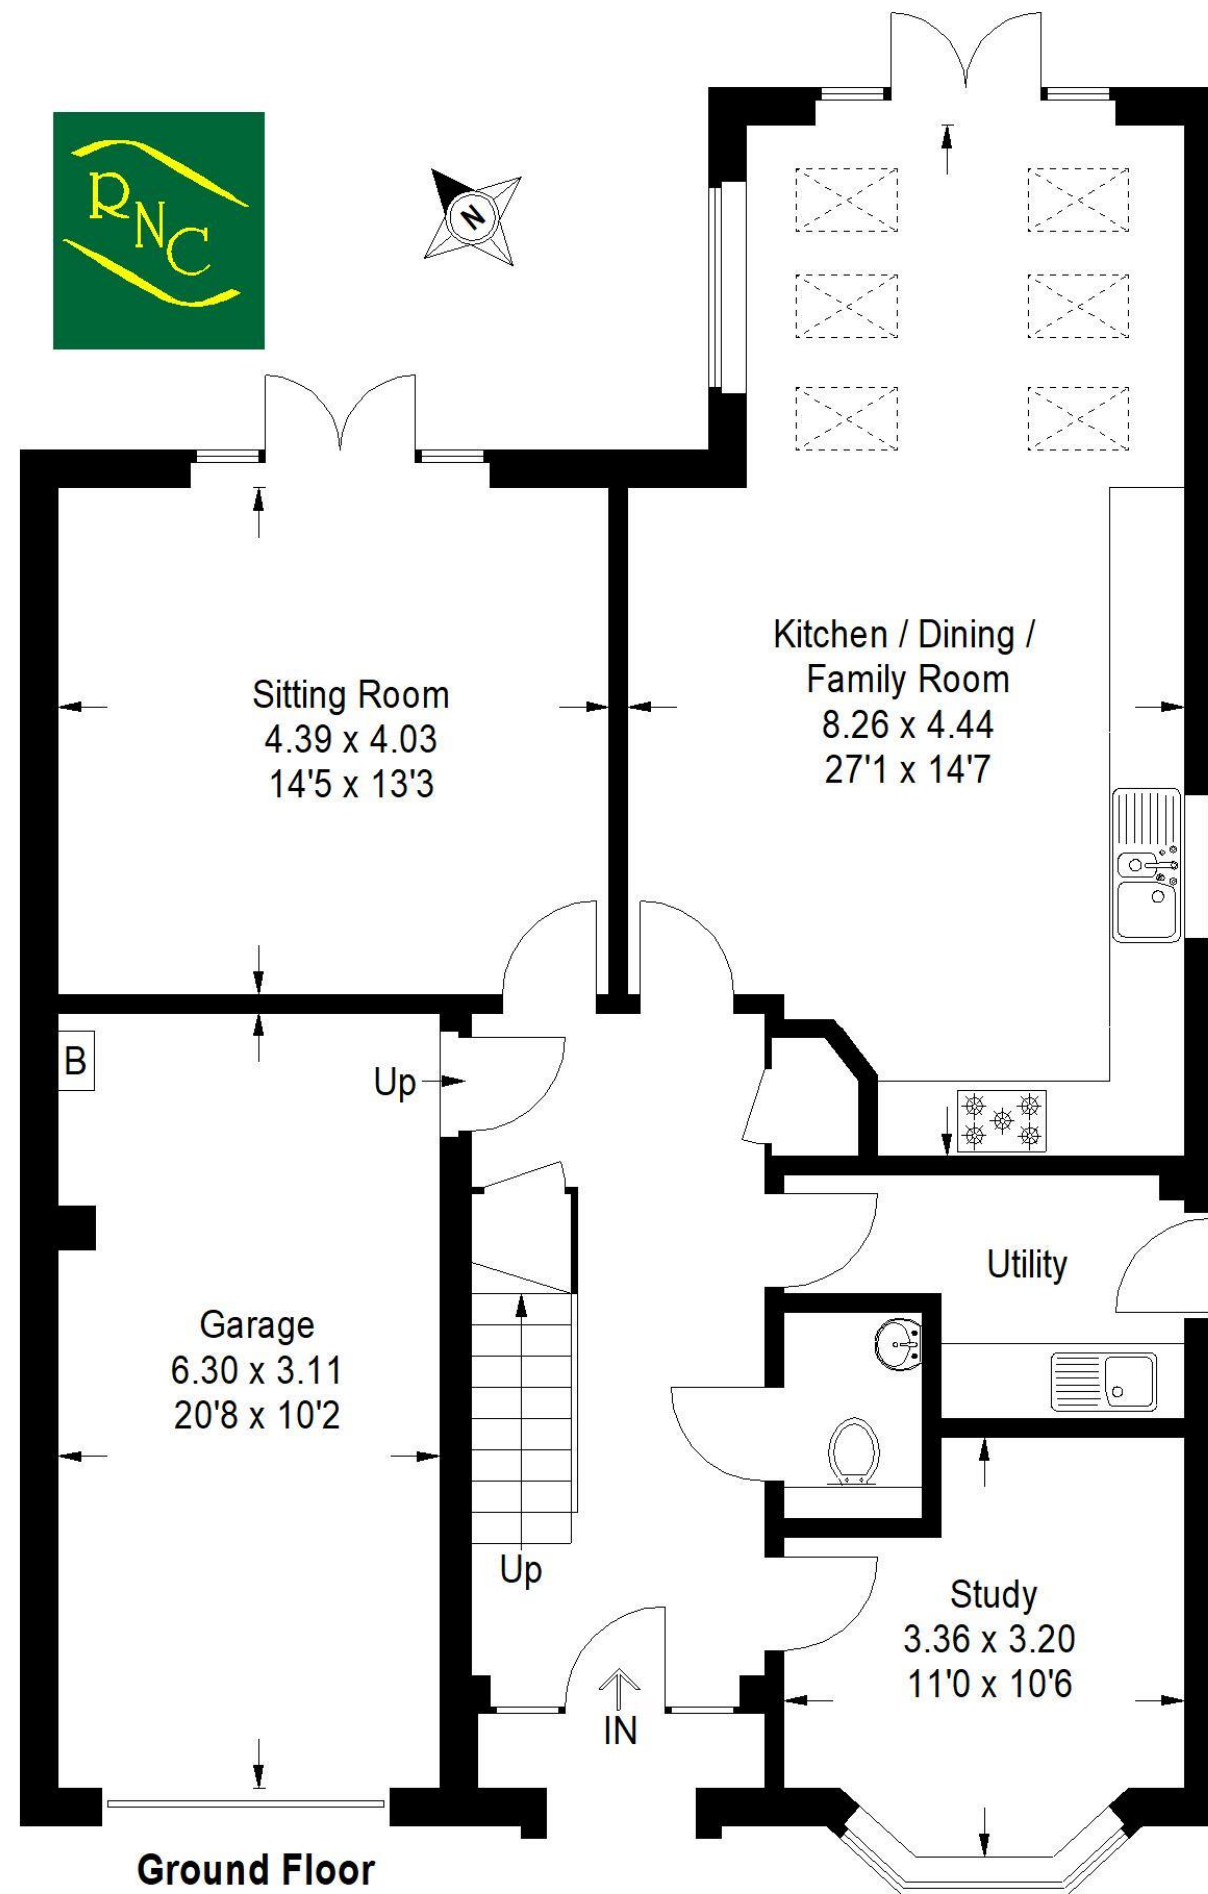 RNC
N
Kitchen / Dining /
Family Room
8.26 x 4.44
27'1 x 14'7
Sitting Room
4.39 x 4.03
14'5 x 13'3
B
Up
Utility
Garage
6.30 x 3.11
20'8 x 10'2
Up
Study
3.36 x 3.20
11'0 x 10'6
IN
Ground Floor